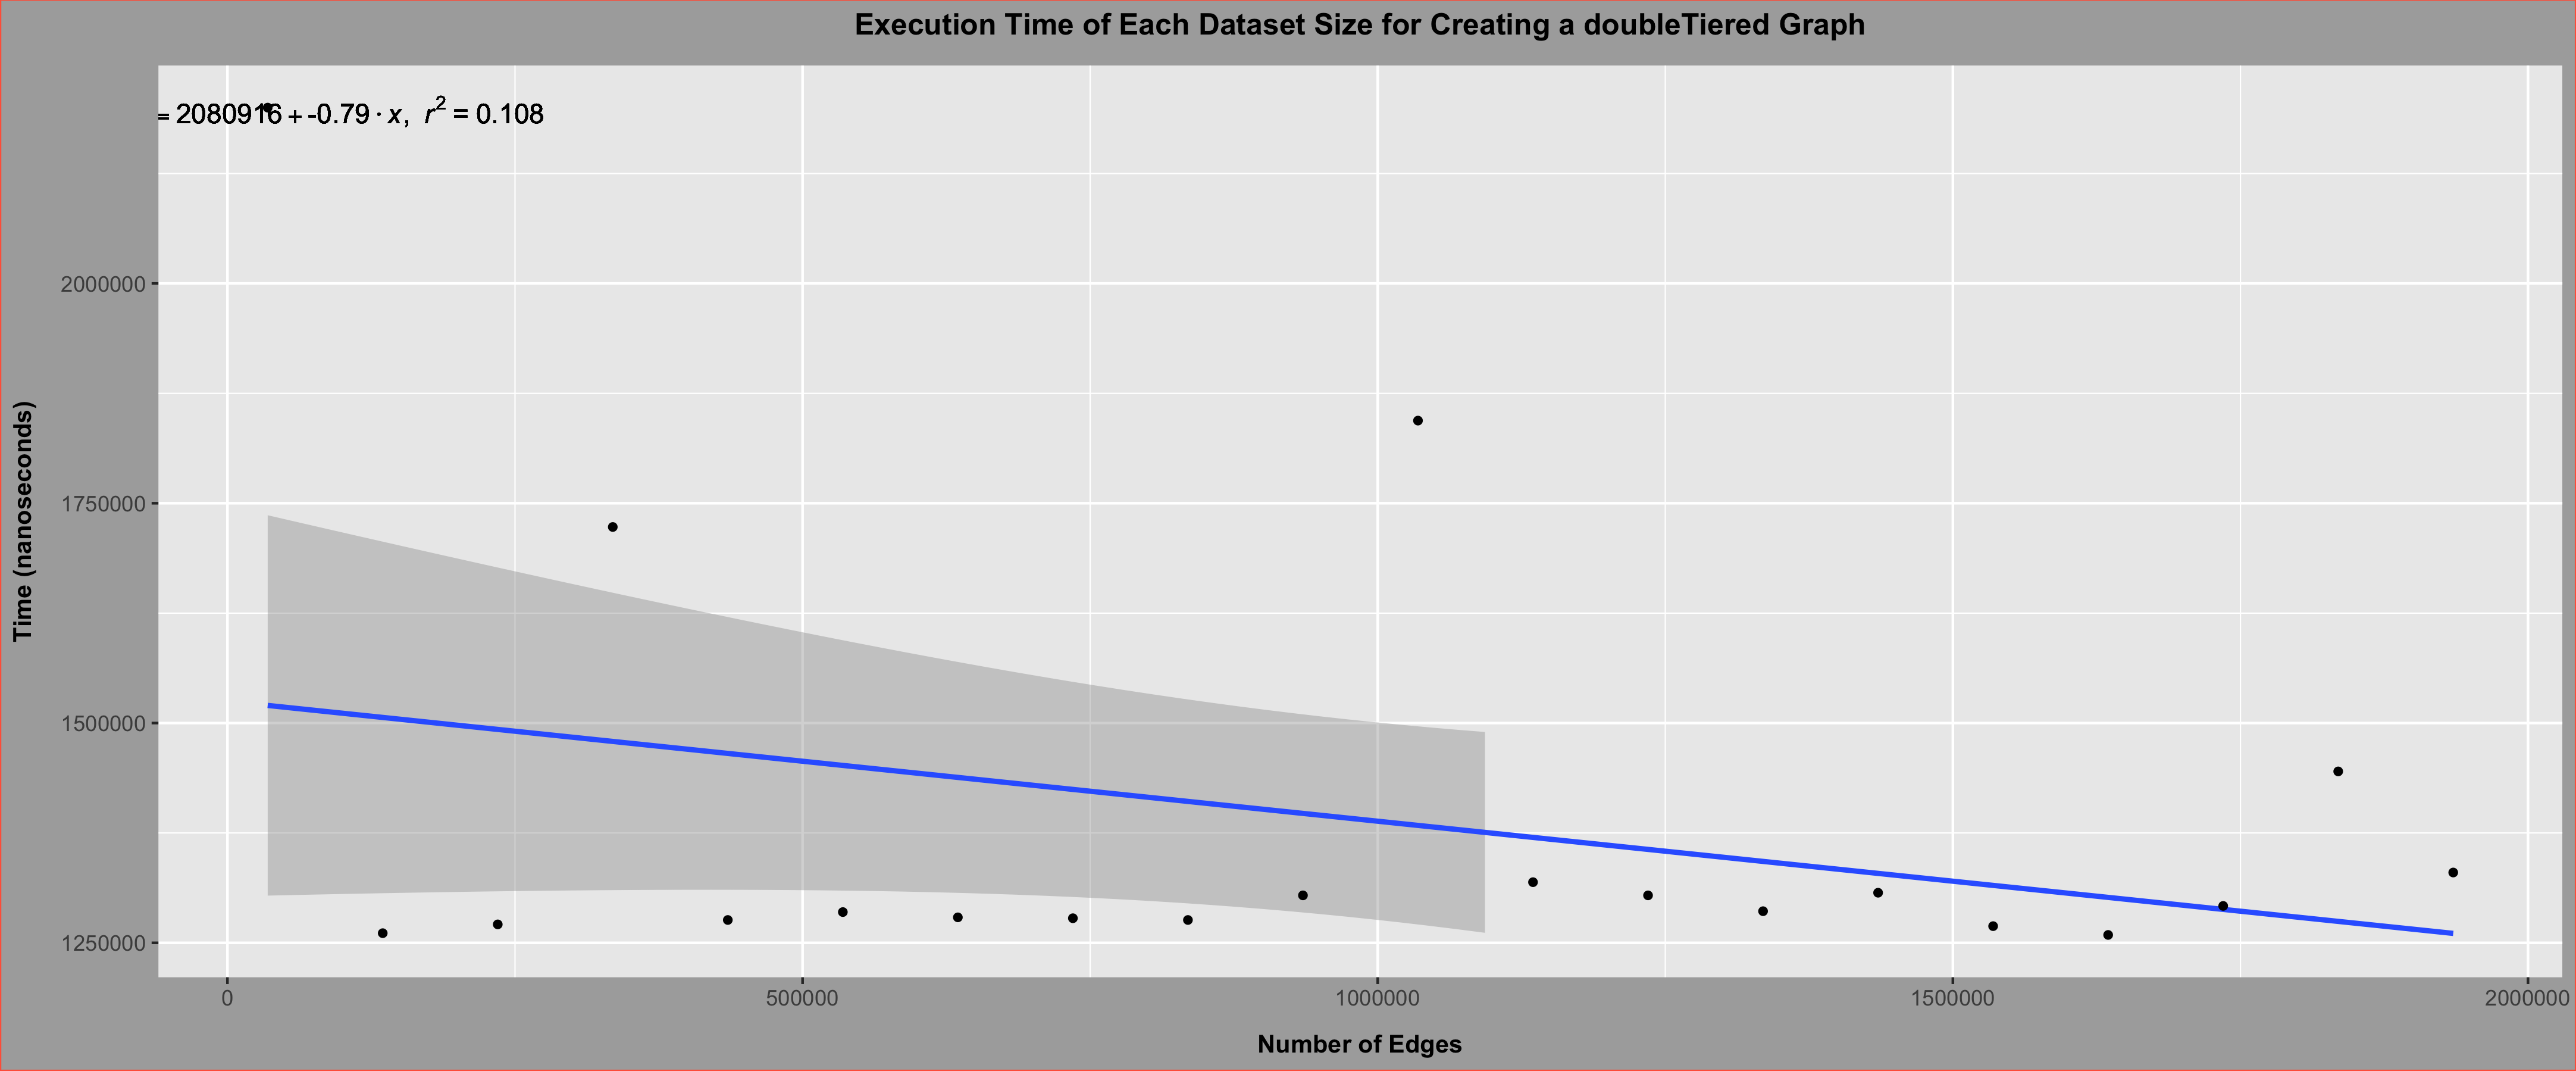 Execution Time of Each Dataset Size for Creating a doubleTiered Graph
= 2080916 + -0.79 · x, r² = 0.108
Time (nanoseconds)
2000000
1750000
1500000
1250000
0 500000 1000000 1500000 2000000
Number of Edges